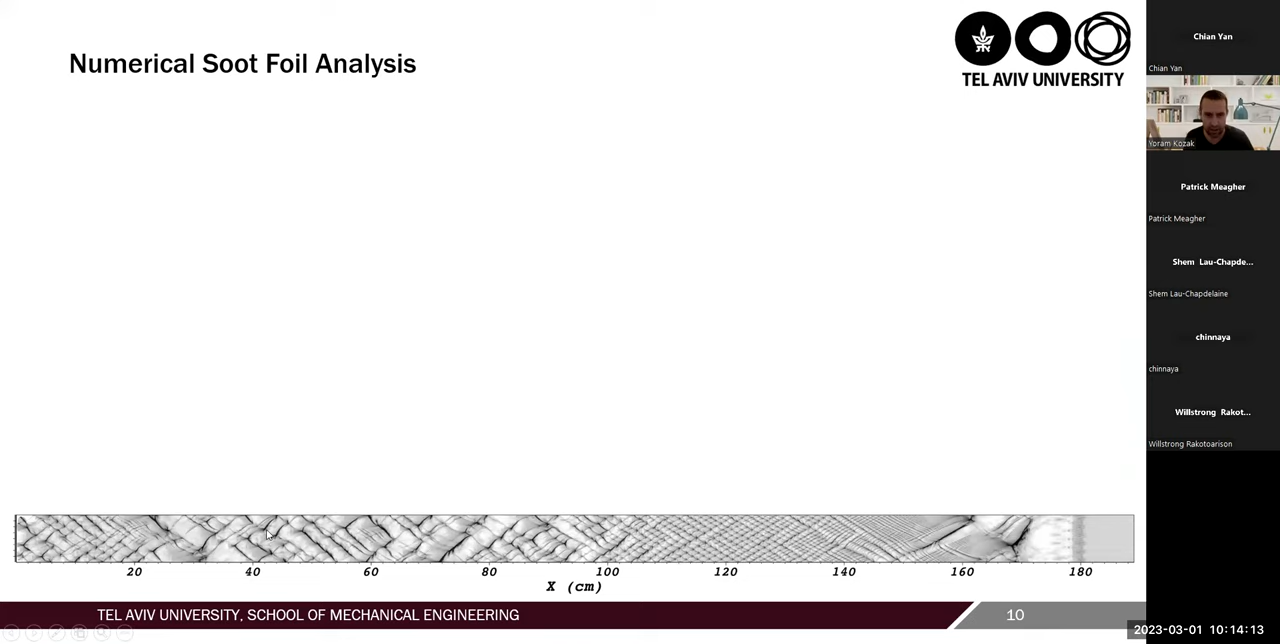 Numerical Soot Foil Analysis
TEL AVIV UNIVERSITY
20 40 60 80 100 120 140 160 180
X (cm)
TEL AVIV UNIVERSITY, SCHOOL OF MECHANICAL ENGINEERING
10
Chian Yan
Chian Yan
Yoram Kozak
Patrick Meagher
Patrick Meagher
Shem Lau-Chapde...
Shem Lau-Chapdelaine
chinnaya
chinnaya
Willstrong Rakot...
Willstrong Rakotoarison
2023-03-01 10:14:13